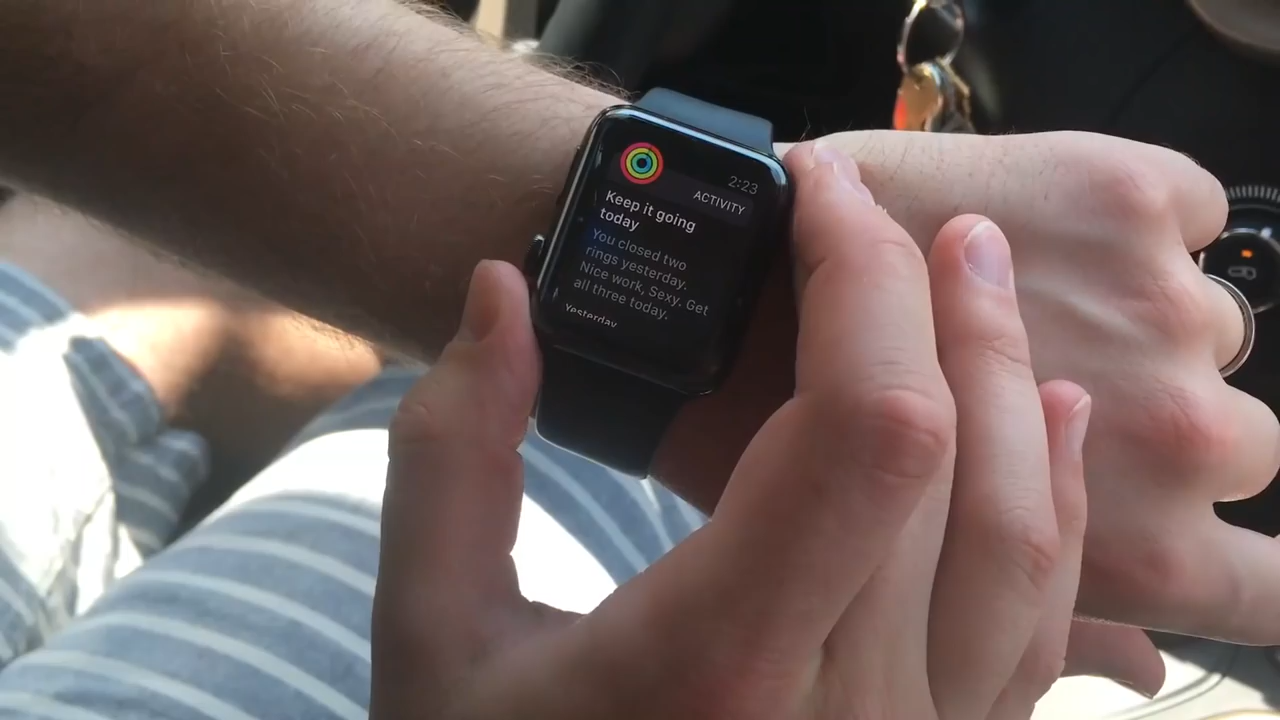 2:23
ACTIVITY
Keep it going
today
You closed two
rings yesterday.
Nice work, Sexy. Get
all three today.
Yesterday